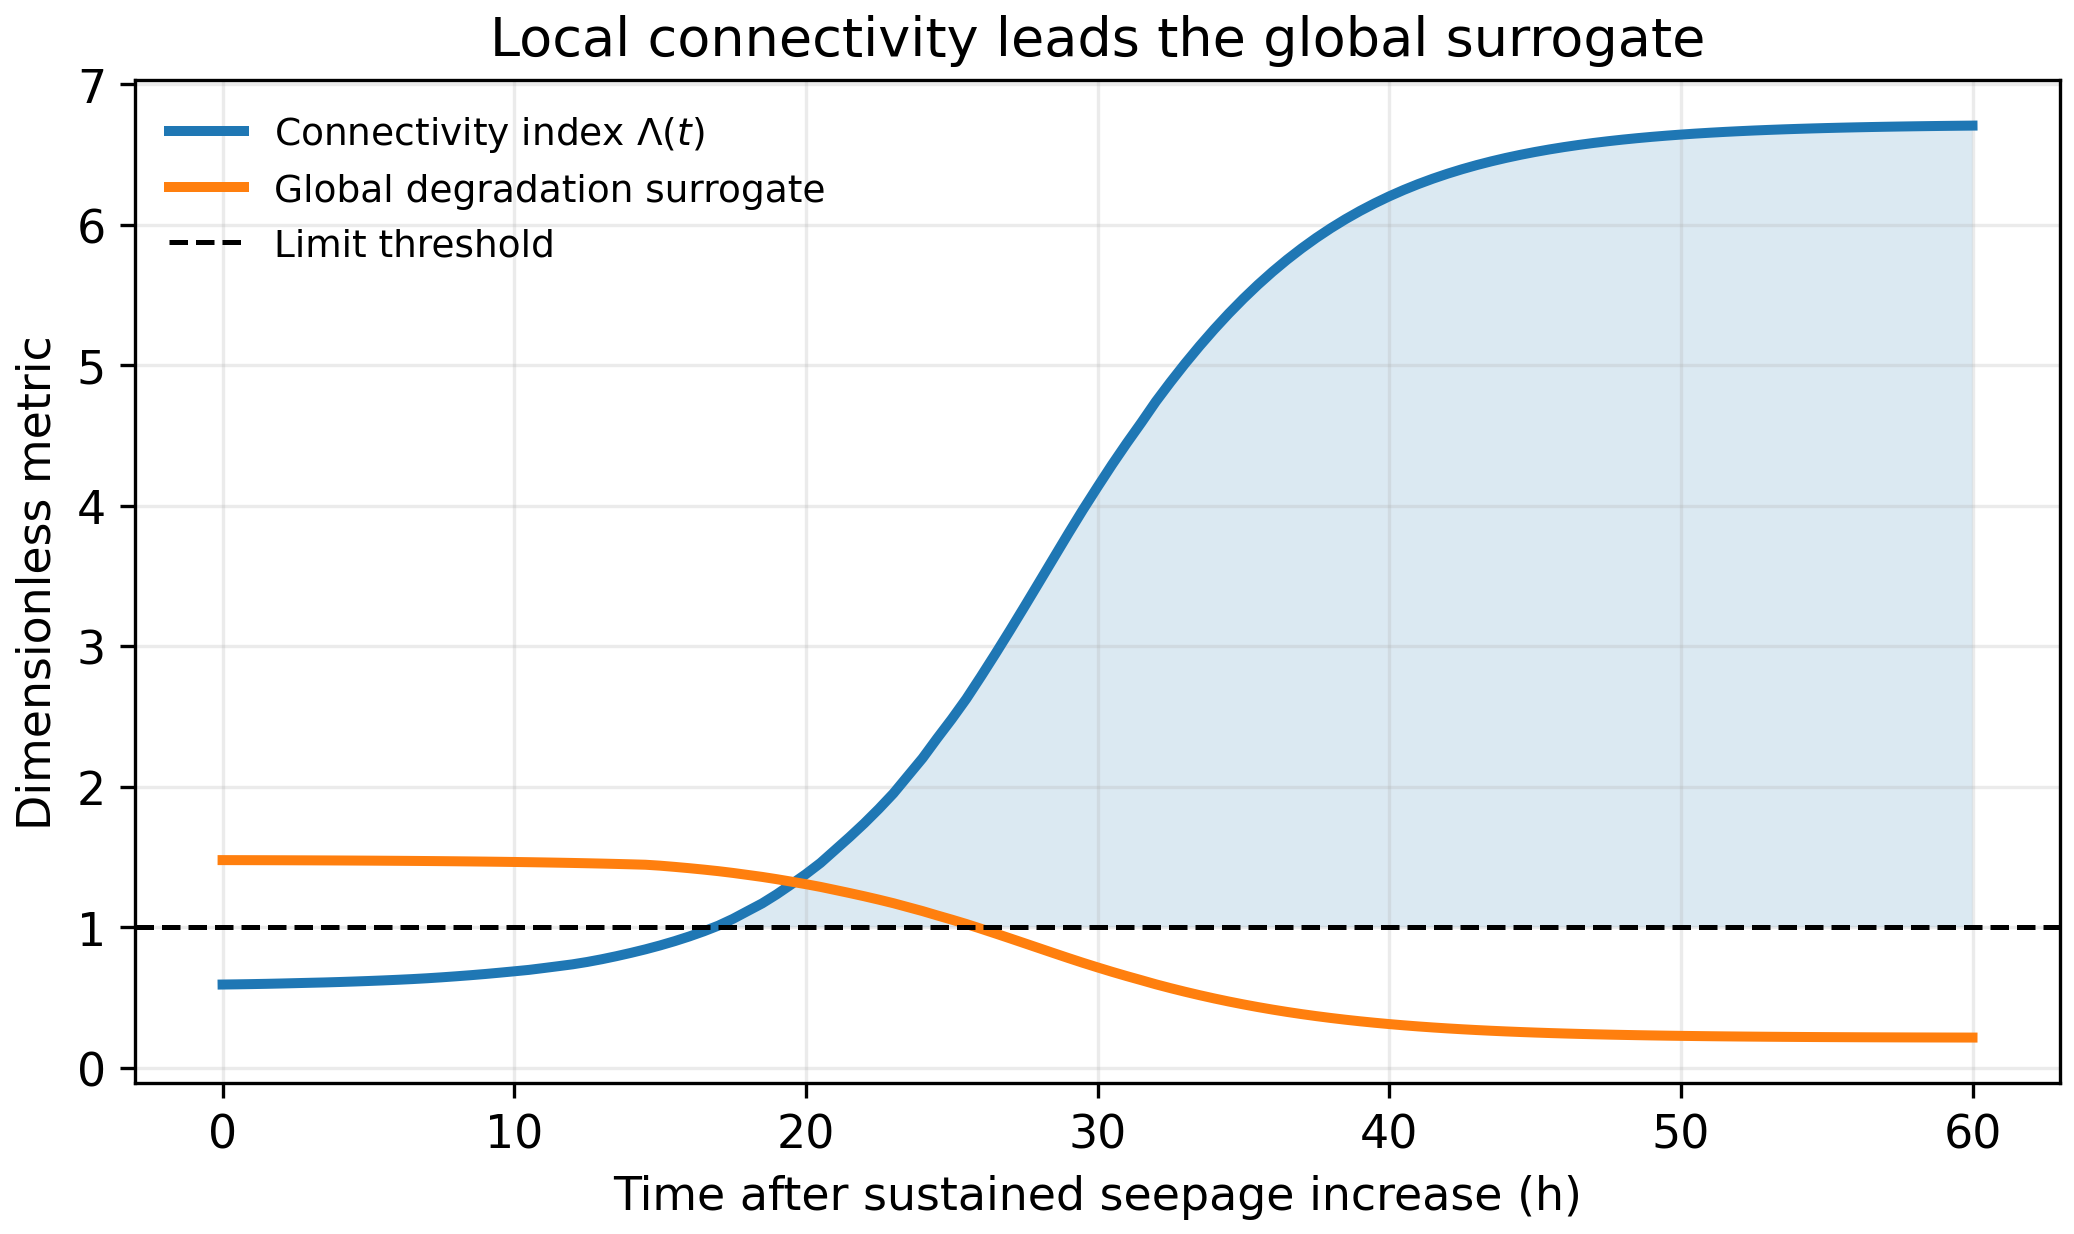 Local connectivity leads the global surrogate
7
6
5
4
3
2
1
0
Dimensionless metric
Connectivity index Λ(t)
Global degradation surrogate
Limit threshold
0 10 20 30 40 50 60
Time after sustained seepage increase (h)